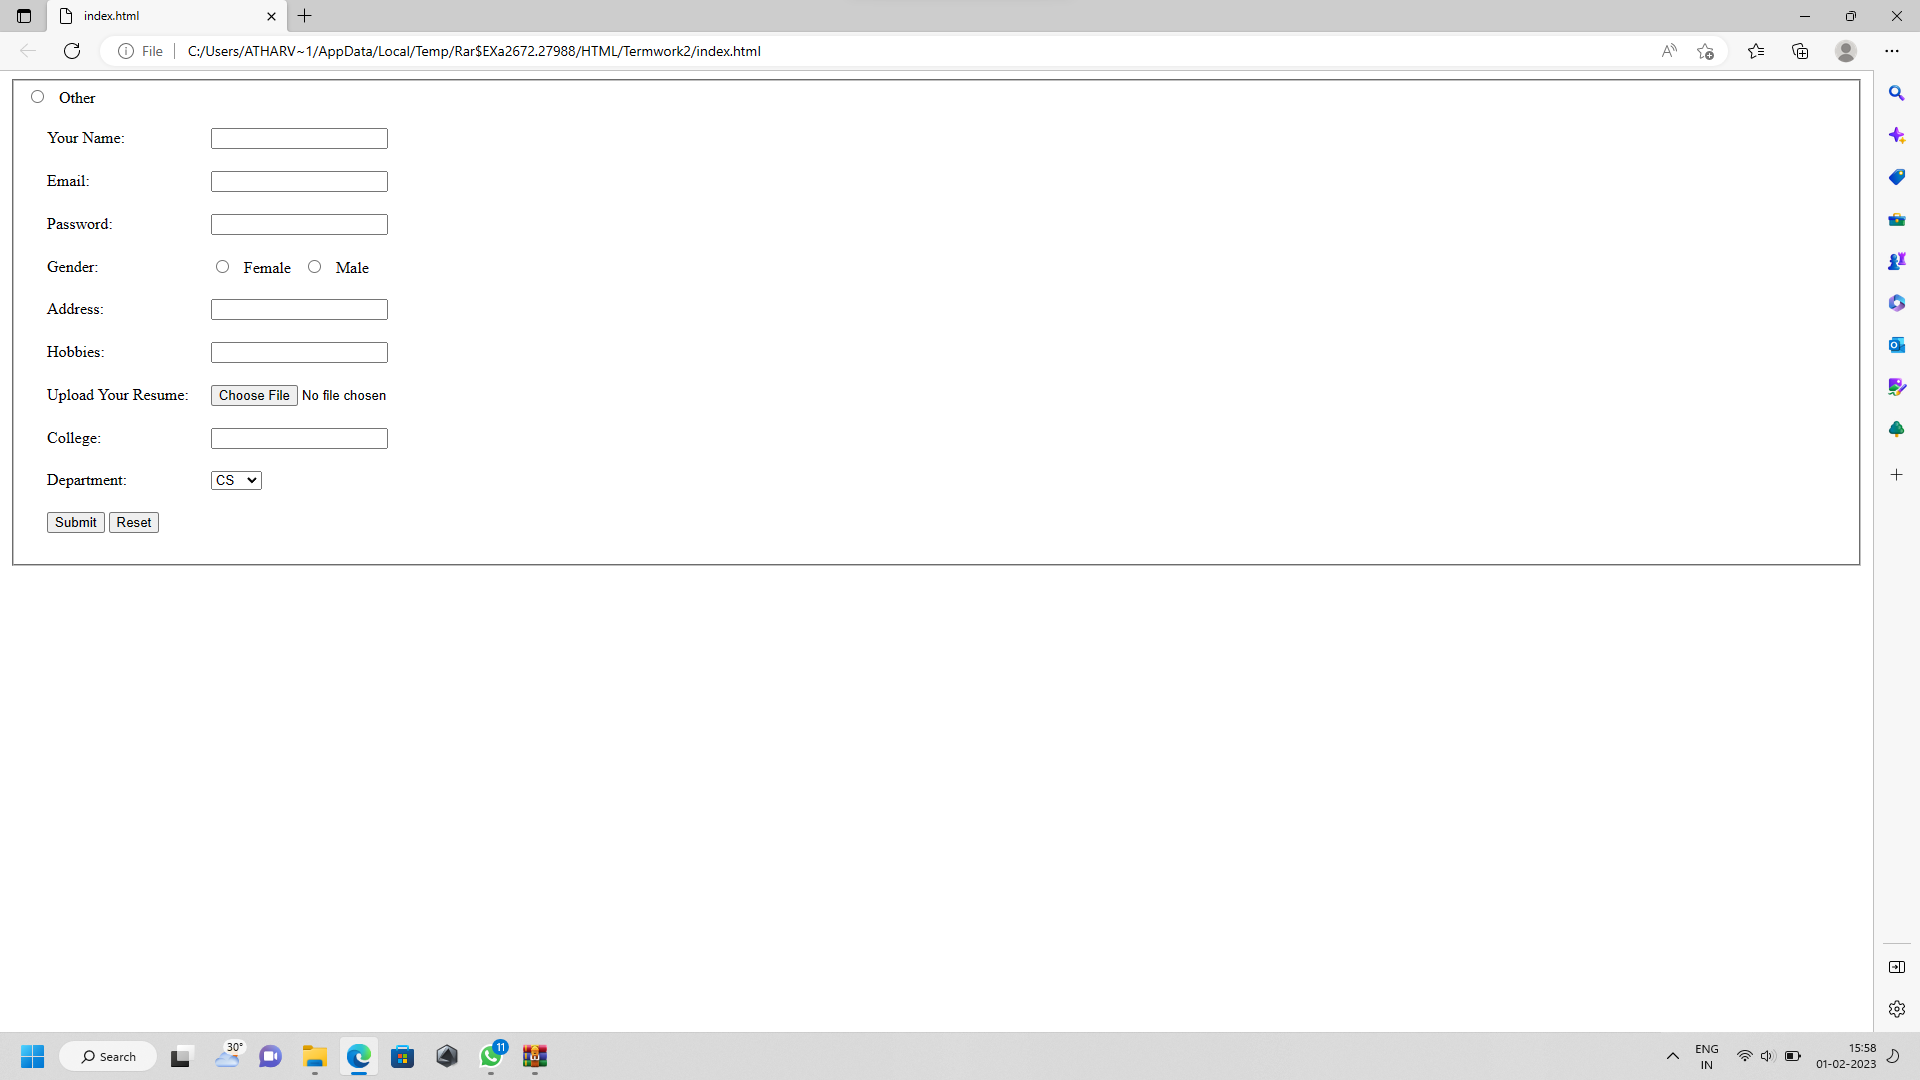 index.html
File C:/Users/ATHARV~1/AppData/Local/Temp/Rar$EXa2672.27988/HTML/Termwork2/index.html
Other
Your Name:
Email:
Password:
Gender: Female Male
Address:
Hobbies:
Upload Your Resume: Choose File No file chosen
College:
Department: CS
Submit Reset
30°
Search
11
ENG
IN
15:58
01-02-2023